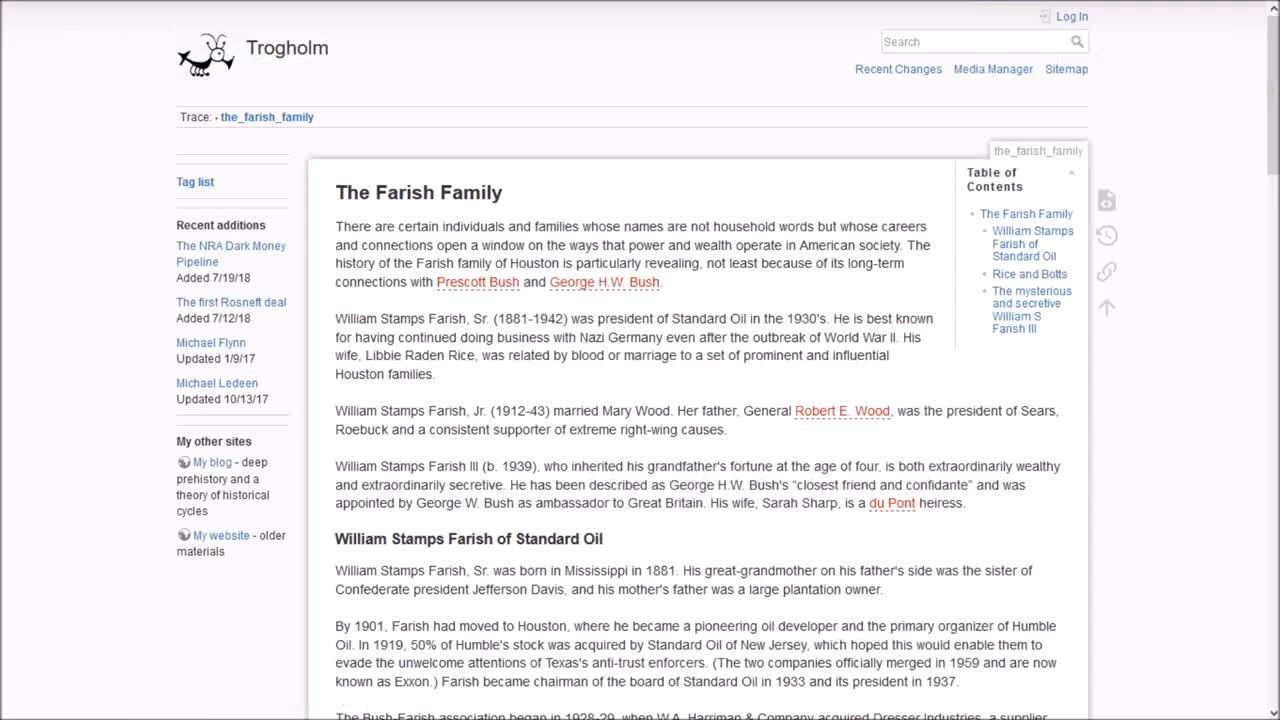 Log In
Trogholm
Search
Recent Changes Media Manager Sitemap
Trace: • the_farish_family
the_farish_family
Tag list
Recent additions
The NRA Dark Money
Pipeline
Added 7/19/18
The first Rosneft deal
Added 7/12/18
Michael Flynn
Updated 1/9/17
Michael Ledeen
Updated 10/13/17
My other sites
My blog - deep
prehistory and a
theory of historical
cycles
My website - older
materials
The Farish Family
There are certain individuals and families whose names are not household words but whose careers
and connections open a window on the ways that power and wealth operate in American society. The
history of the Farish family of Houston is particularly revealing, not least because of its long-term
connections with Prescott Bush and George H.W. Bush.
William Stamps Farish, Sr. (1881-1942) was president of Standard Oil in the 1930's. He is best known
for having continued doing business with Nazi Germany even after the outbreak of World War II. His
wife, Libbie Raden Rice, was related by blood or marriage to a set of prominent and influential
Houston families.
William Stamps Farish, Jr. (1912-43) married Mary Wood. Her father, General Robert E. Wood, was the president of Sears,
Roebuck and a consistent supporter of extreme right-wing causes.
William Stamps Farish III (b. 1939), who inherited his grandfather's fortune at the age of four, is both extraordinarily wealthy
and extraordinarily secretive. He has been described as George H.W. Bush's “closest friend and confidante” and was
appointed by George W. Bush as ambassador to Great Britain. His wife, Sarah Sharp, is a du Pont heiress.
William Stamps Farish of Standard Oil
William Stamps Farish, Sr. was born in Mississippi in 1881. His great-grandmother on his father's side was the sister of
Confederate president Jefferson Davis, and his mother's father was a large plantation owner.
By 1901, Farish had moved to Houston, where he became a pioneering oil developer and the primary organizer of Humble
Oil. In 1919, 50% of Humble's stock was acquired by Standard Oil of New Jersey, which hoped this would enable them to
evade the unwelcome attentions of Texas's anti-trust enforcers. (The two companies officially merged in 1959 and are now
known as Exxon.) Farish became chairman of the board of Standard Oil in 1933 and its president in 1937.
The Bush-Farish association began in 1928-29, when W.A. Harriman & Company acquired Dresser Industries, a supplier
Table of
Contents
The Farish Family
William Stamps
Farish of
Standard Oil
Rice and Botts
The mysterious
and secretive
William S
Farish III